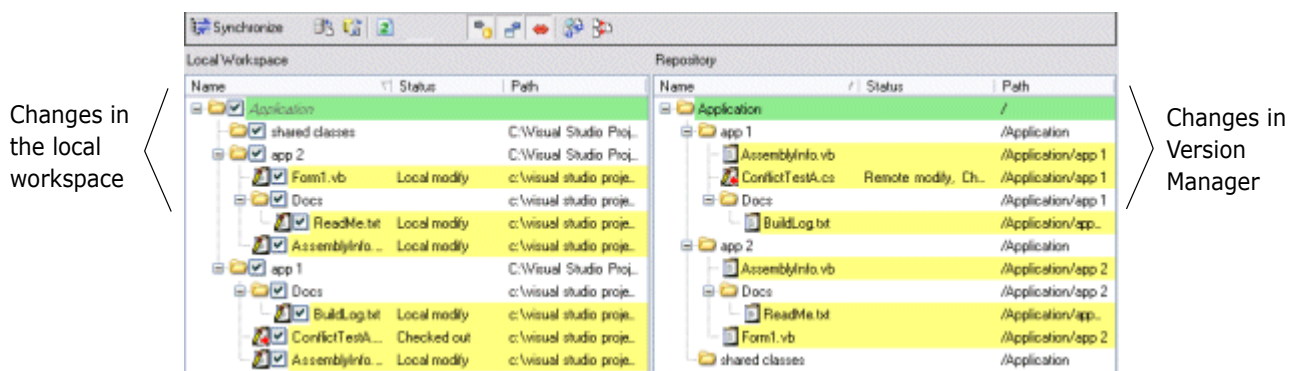 Synchronize
Local Workspace
Repository
Name Status Path
Name Status Path
Changes in
the local
workspace
Application
shared classes C:\Visual Studio Proj...
app 2 C:\Visual Studio Proj...
Form1.vb Local modify c:\visual studio proje...
Docs c:\visual studio proje...
ReadMe.txt Local modify c:\visual studio proje...
AssemblyInfo.... Local modify c:\visual studio proje...
app 1 C:\Visual Studio Proj...
Docs c:\visual studio proje...
BuildLog.txt Local modify c:\visual studio proje...
ConflictTestA... Checked out c:\visual studio proje...
AssemblyInfo.... Local modify c:\visual studio proje...
Application /
app 1 /Application
AssemblyInfo.vb /Application/app 1
ConflictTestA.cs Remote modify, Ch... /Application/app 1
Docs /Application/app 1
BuildLog.txt /Application/app...
app 2 /Application
AssemblyInfo.vb /Application/app 2
Docs /Application/app 2
ReadMe.txt /Application/app...
Form1.vb /Application/app 2
shared classes /Application
Changes in
Version
Manager